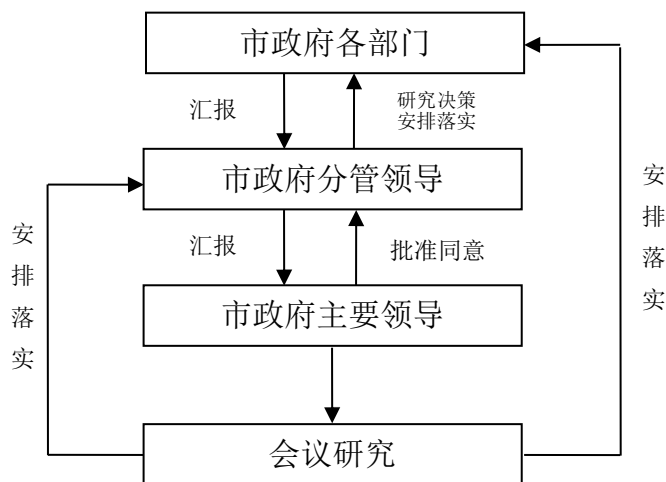 市政府各部门
汇报
研究决策
安排落实
市政府分管领导
汇报
批准同意
市政府主要领导
会议研究
安
排
落
实
安
排
落
实